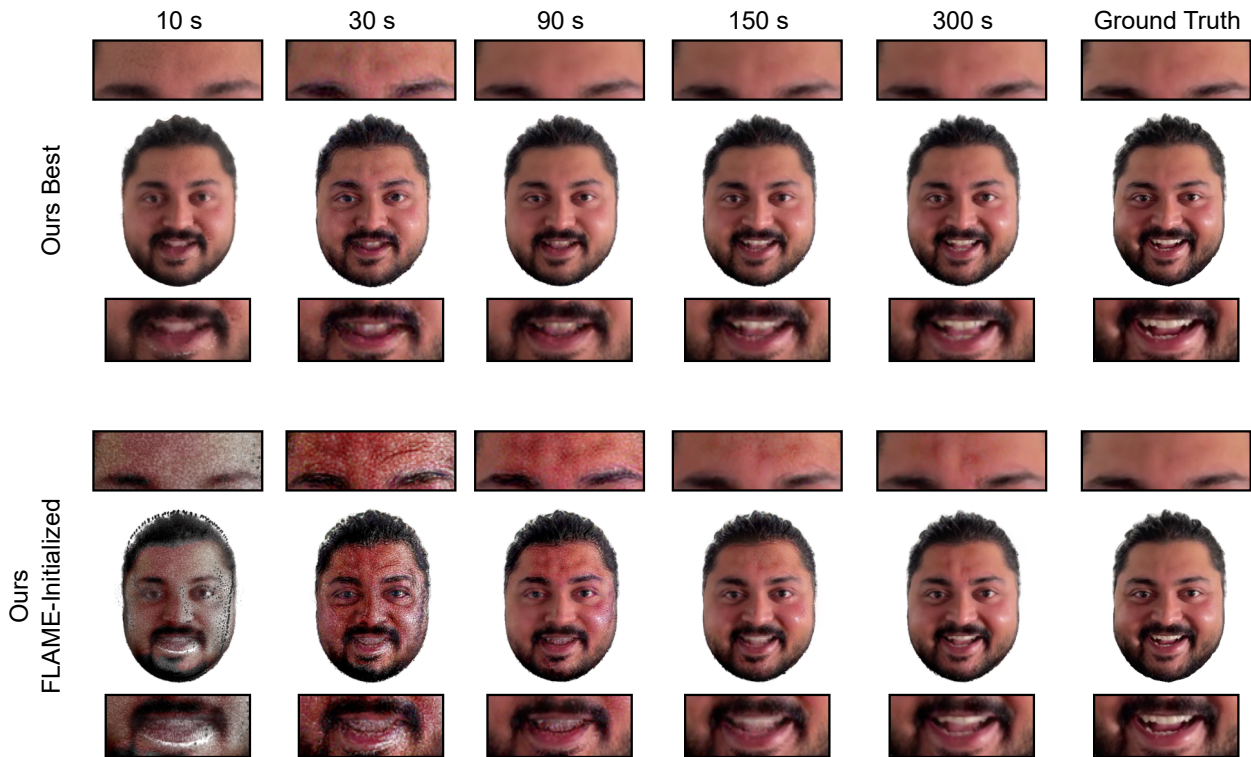 10 s
30 s
90 s
150 s
300 s
Ground Truth
Ours Best
Ours
FLAME-Initialized